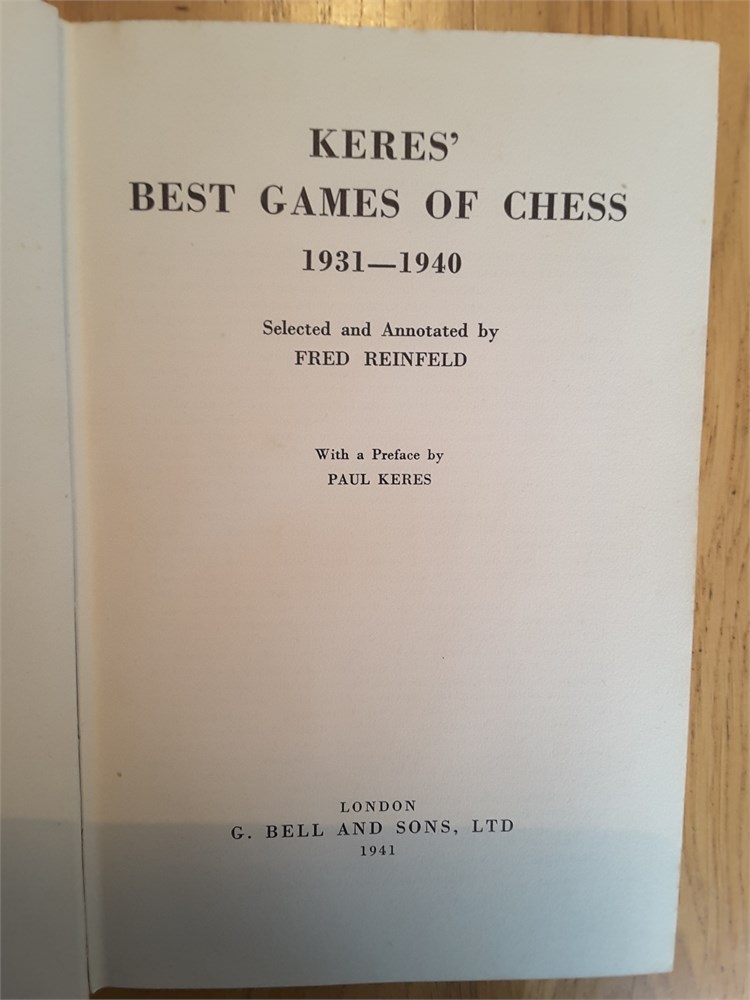 KERES’
BEST GAMES OF CHESS
1931—1940
Selected and Annotated by
FRED REINFELD
With a Preface by
PAUL KERES
LONDON
G. BELL AND SONS, LTD
1941